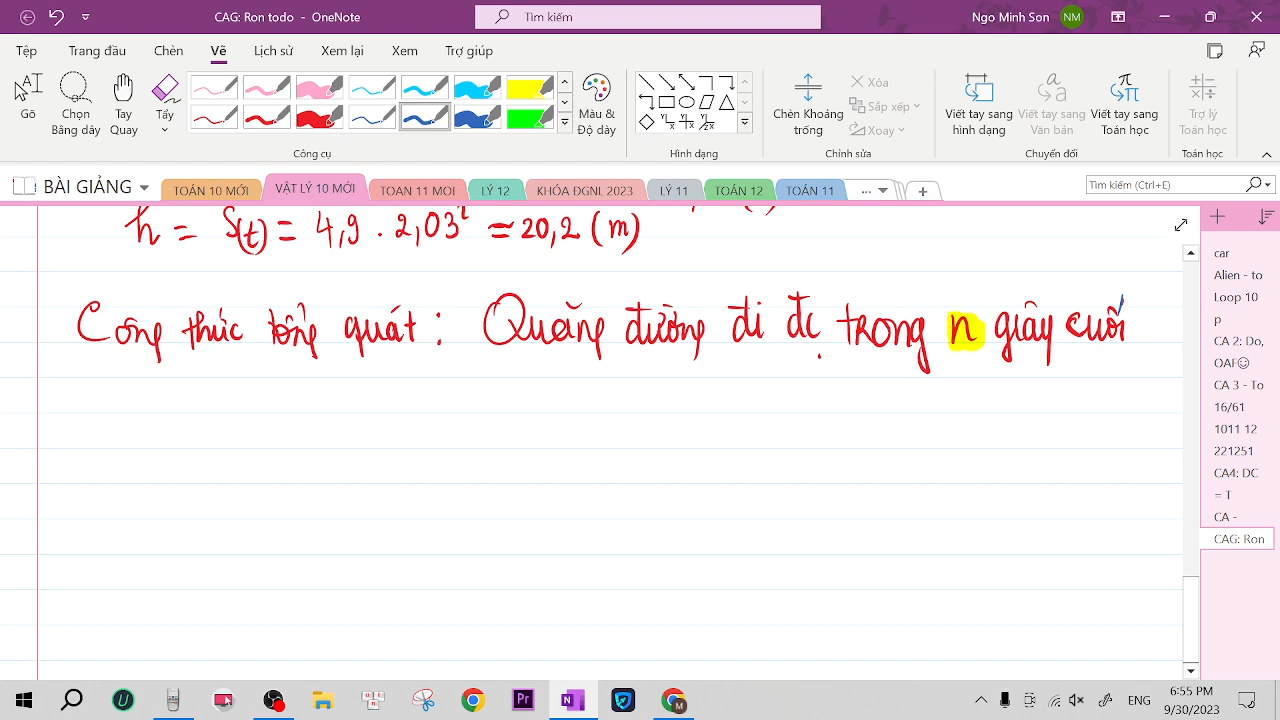 CAG: Ron todo - OneNote
Tìm kiếm
Ngo Minh Son
NM
Tệp Trang đầu Chèn Vẽ Lịch sử Xem lại Xem Trợ giúp
Gõ
Chọn Bằng dây
Tay Quay
Tẩy
Công cụ
Màu & Độ dày
Hình dạng
Chèn Khoảng trống
Xóa
Sắp xếp
Xoay
Chỉnh sửa
Viết tay sang hình dạng
Viết tay sang Văn bản
Viết tay sang Toán học
Chuyển đổi
Trợ lý Toán học
Toán học
BÀI GIẢNG
TOÁN 10 MỚI
VẬT LÝ 10 MỚI
TOAN 11 MOI
LÝ 12
KHÓA ĐGNL 2023
LÝ 11
TOÁN 12
TOÁN 11
...
Tìm kiếm (Ctrl+E)
h = S(t) = 4,9 . 2,03² = 20,2 (m)
Công thức tổng quát : Quãng đường đi đc trong n giây cuối
car
Alien - to
Loop 10
p
CA 2: Do,
OAF☺
CA 3 - To
16/61
1011 12
221251
CA4: DC
= T
CA -
CAG: Ron
ENG
6:55 PM
9/30/2023